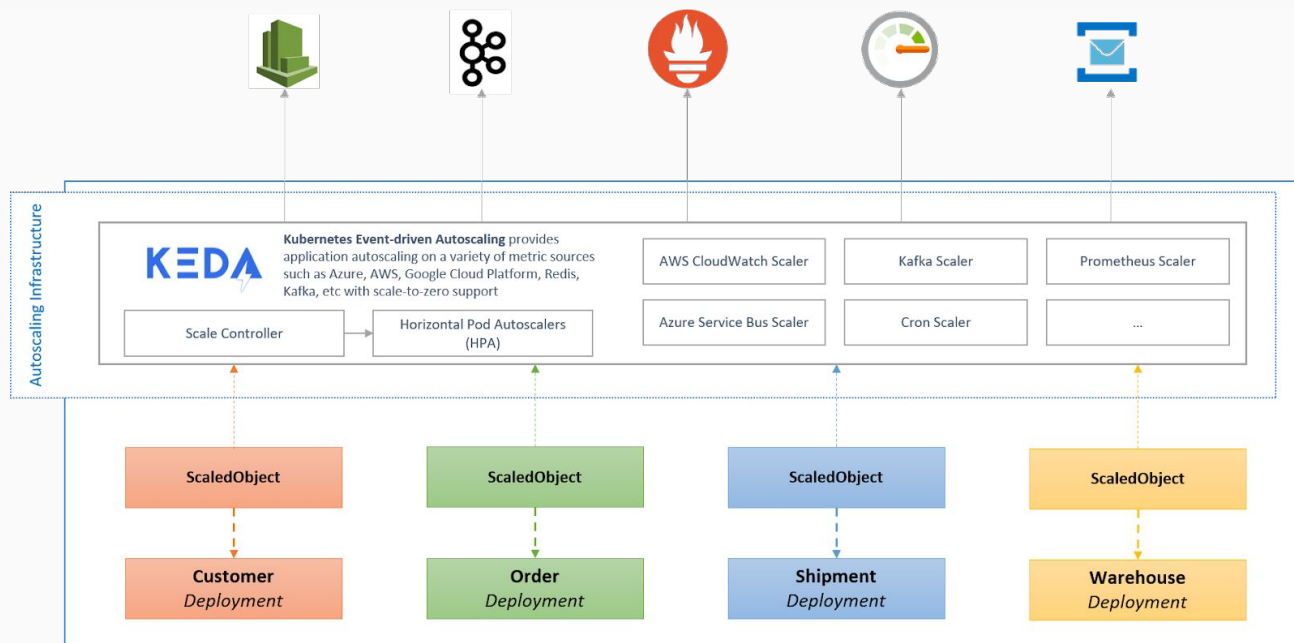 Autoscaling Infrastructure
KEDA
Kubernetes Event-driven Autoscaling provides
application autoscaling on a variety of metric sources
such as Azure, AWS, Google Cloud Platform, Redis,
Kafka, etc with scale-to-zero support
Scale Controller
Horizontal Pod Autoscalers
(HPA)
AWS CloudWatch Scaler
Kafka Scaler
Prometheus Scaler
Azure Service Bus Scaler
Cron Scaler
...
ScaledObject
ScaledObject
ScaledObject
ScaledObject
Customer
Deployment
Order
Deployment
Shipment
Deployment
Warehouse
Deployment